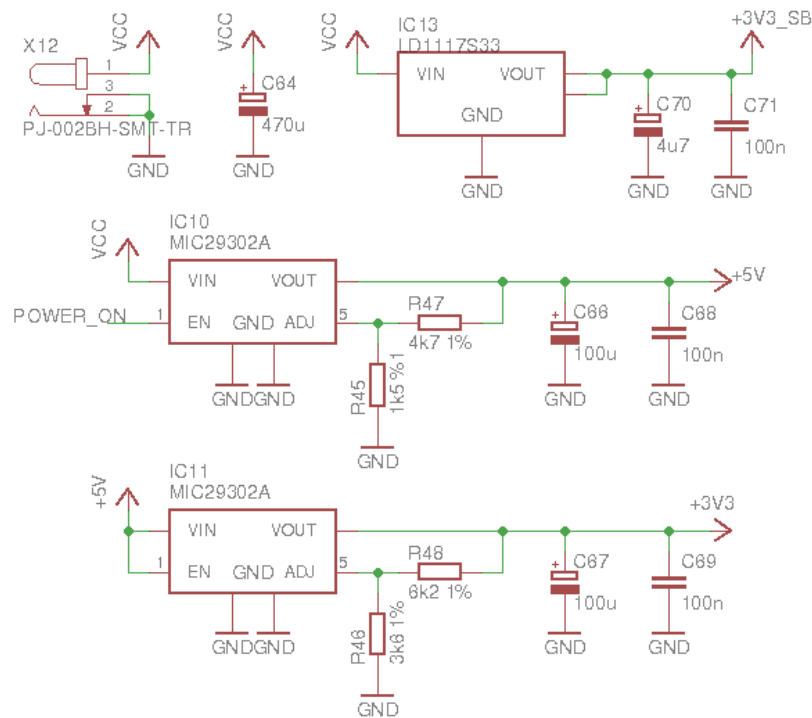 X12
VCC
1
3
2
PJ-002BH-SMT-TR
GND
VCC
+
C64
470u
GND
VCC
IC13
LD1117S33
VIN
VOUT
GND
GND
+3V3_SB
+
C70
4u7
GND
C71
100n
GND
VCC
IC10
MIC29302A
VIN
VOUT
POWER_ON
1
EN
GND
ADJ
5
GND
GND
R47
4k7 1%
R45
1k5 %1
GND
+
C66
100u
GND
C68
100n
GND
+5V
+5V
IC11
MIC29302A
VIN
VOUT
1
EN
GND
ADJ
5
GND
GND
R48
6k2 1%
R46
3k6 1%
GND
+
C67
100u
GND
C69
100n
GND
+3V3